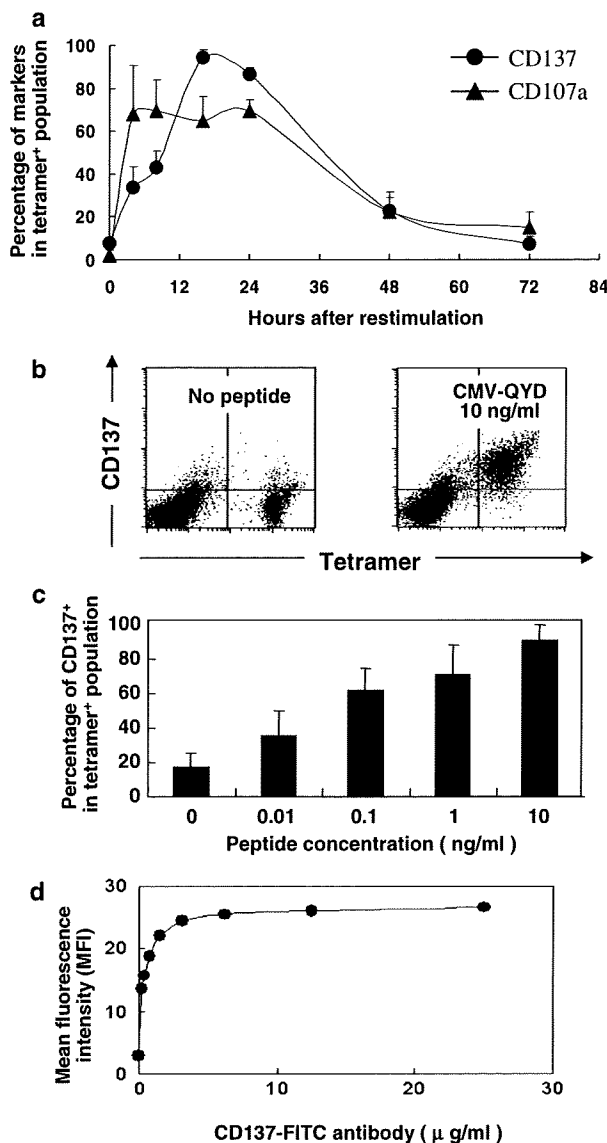 a
Percentage of markers
in tetramer⁺ population
100
80
60
40
20
0
CD137
CD107a
0 12 24 36 48 60 72 84
Hours after restimulation
b
CD137
No peptide
CMV-QYD
10 ng/ml
Tetramer
c
Percentage of CD137⁺
in tetramer⁺ population
100
80
60
40
20
0
0 0.01 0.1 1 10
Peptide concentration ( ng/ml )
d
Mean fluorescence
intensity (MFI)
30
20
10
0
0 10 20 30
CD137-FITC antibody ( μ g/ml )